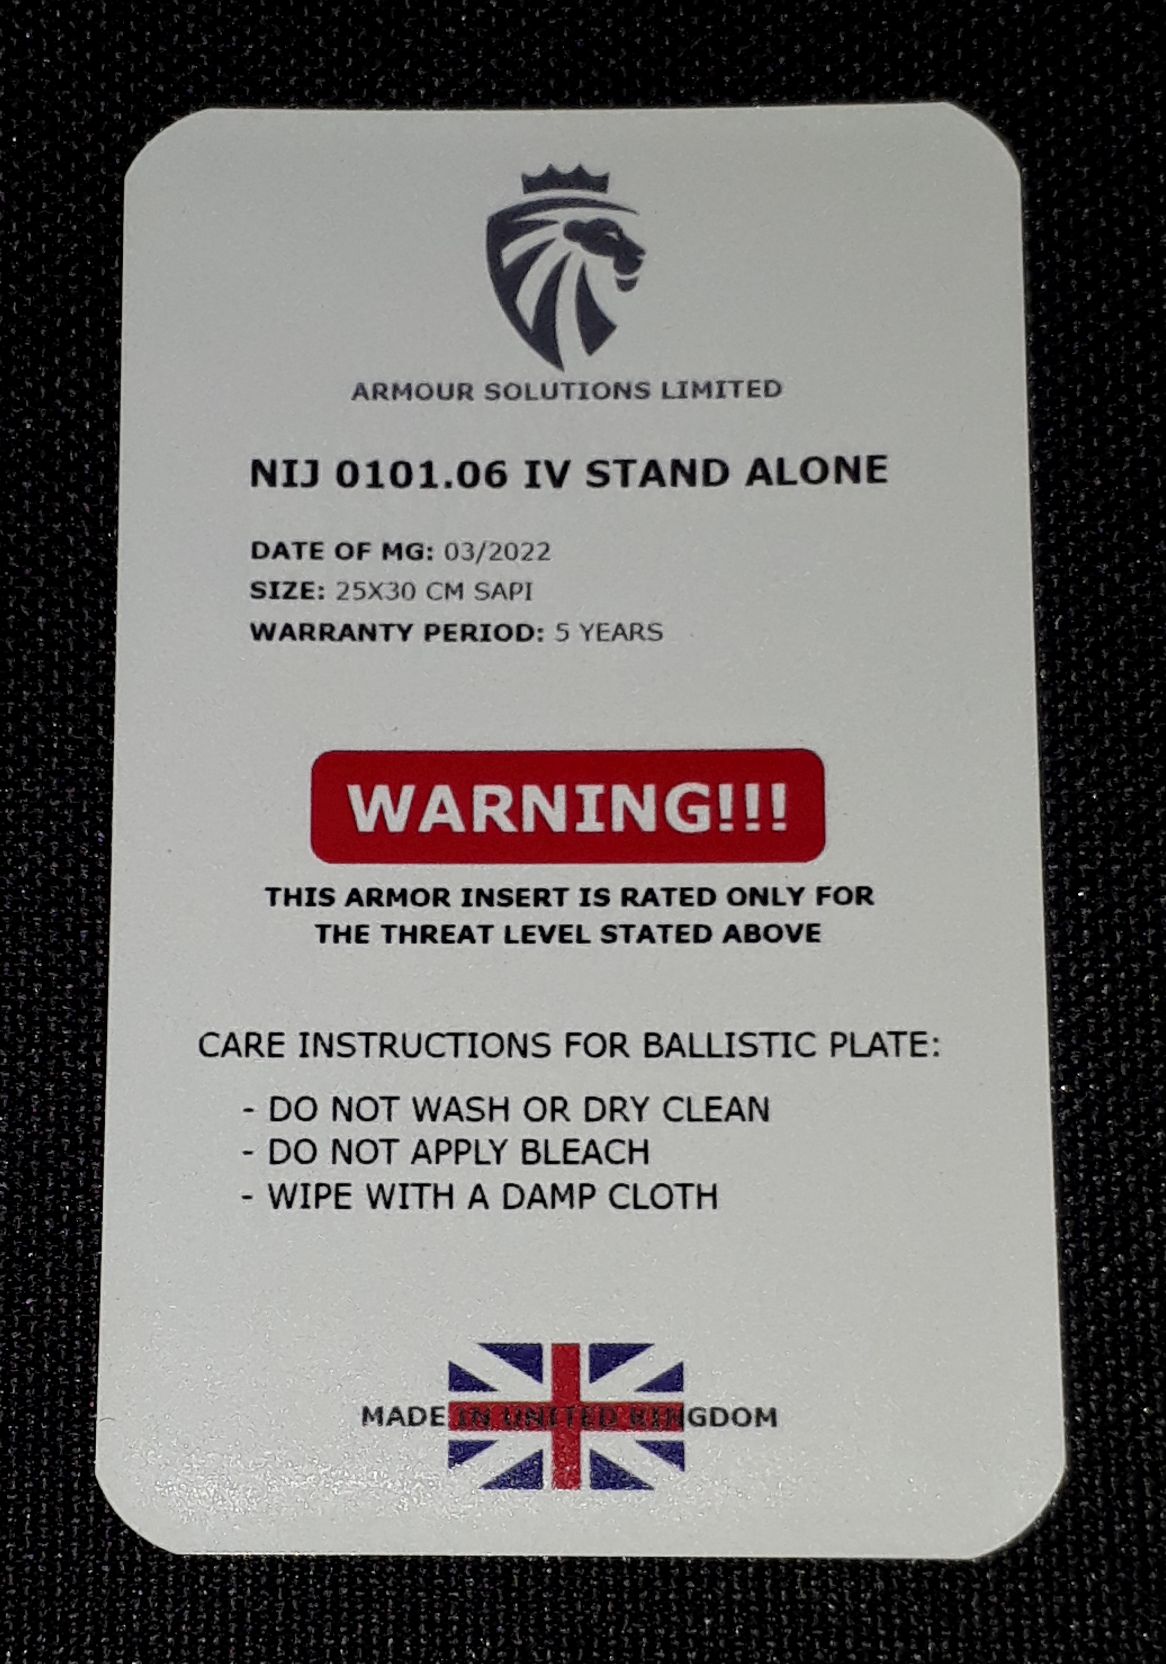 ARMOUR SOLUTIONS LIMITED
NIJ 0101.06 IV STAND ALONE
DATE OF MG: 03/2022
SIZE: 25X30 CM SAPI
WARRANTY PERIOD: 5 YEARS
WARNING!!!
THIS ARMOR INSERT IS RATED ONLY FOR
THE THREAT LEVEL STATED ABOVE
CARE INSTRUCTIONS FOR BALLISTIC PLATE:
- DO NOT WASH OR DRY CLEAN
- DO NOT APPLY BLEACH
- WIPE WITH A DAMP CLOTH
MADE IN UNITED KINGDOM